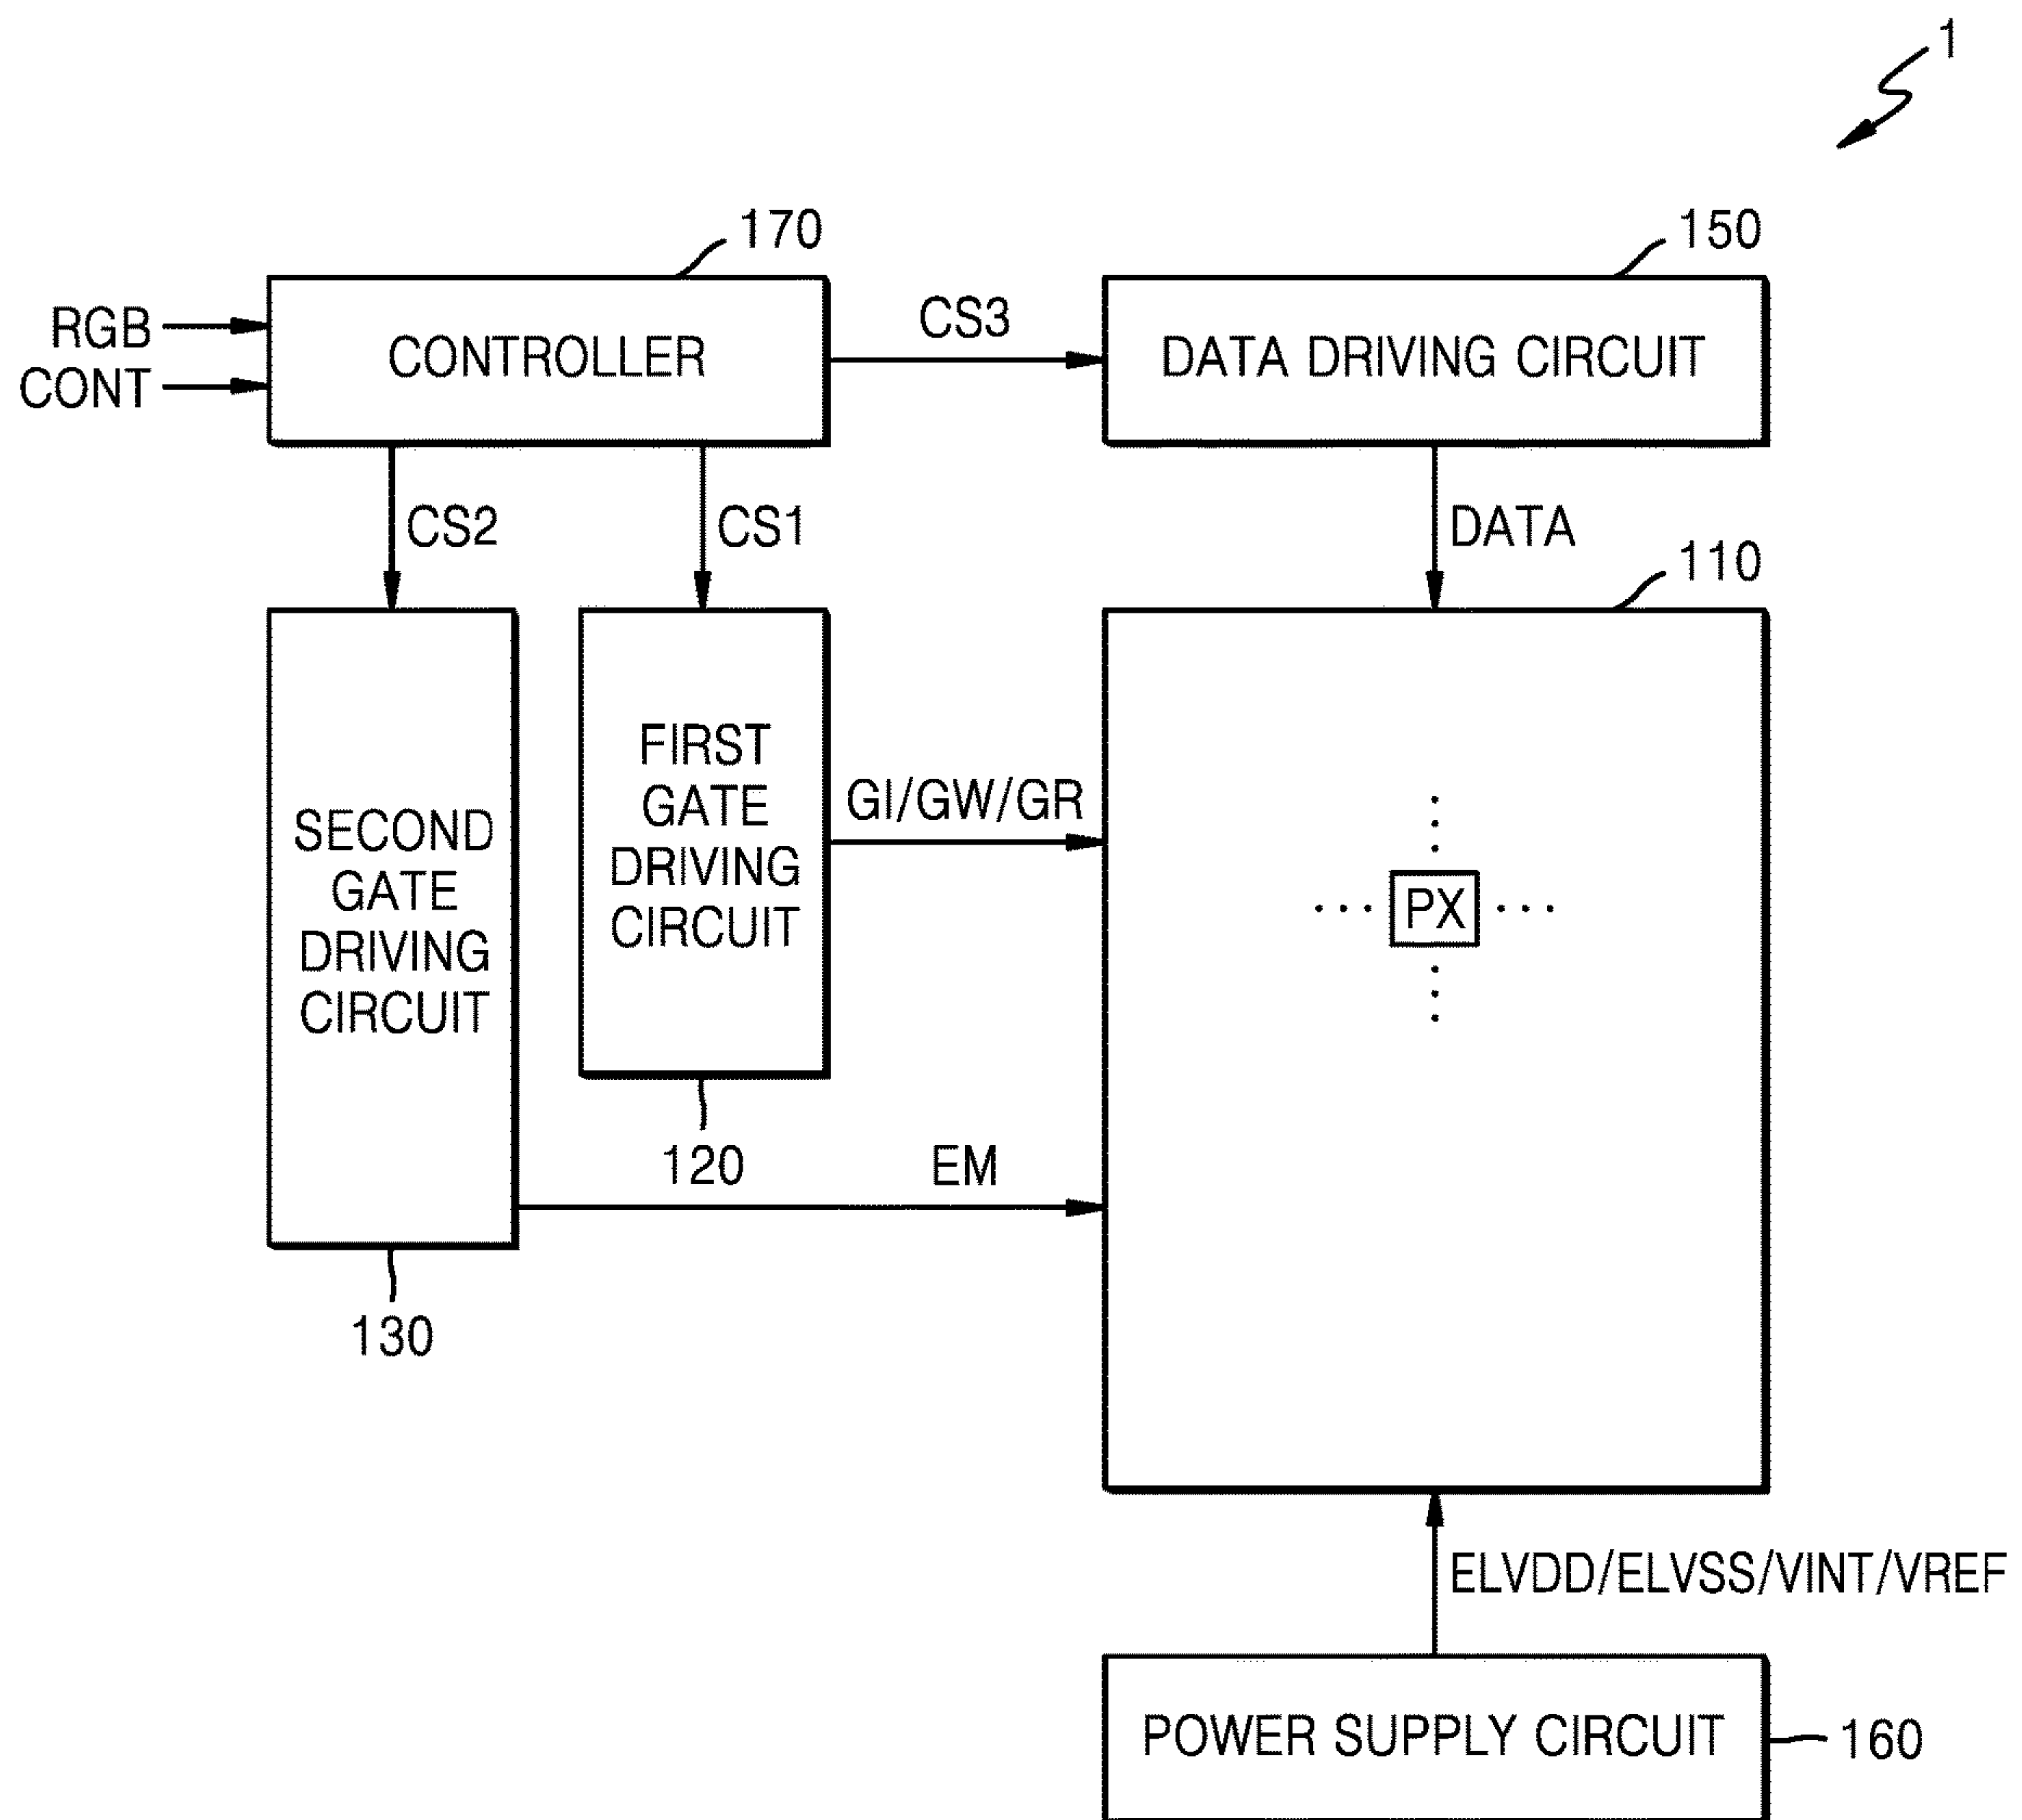 1
170
150
RGB
CONT
CONTROLLER
CS3
DATA DRIVING CIRCUIT
CS2
CS1
DATA
110
SECOND
GATE
DRIVING
CIRCUIT
FIRST
GATE
DRIVING
CIRCUIT
GI/GW/GR
PX
120
EM
130
ELVDD/ELVSS/VINT/VREF
POWER SUPPLY CIRCUIT
160